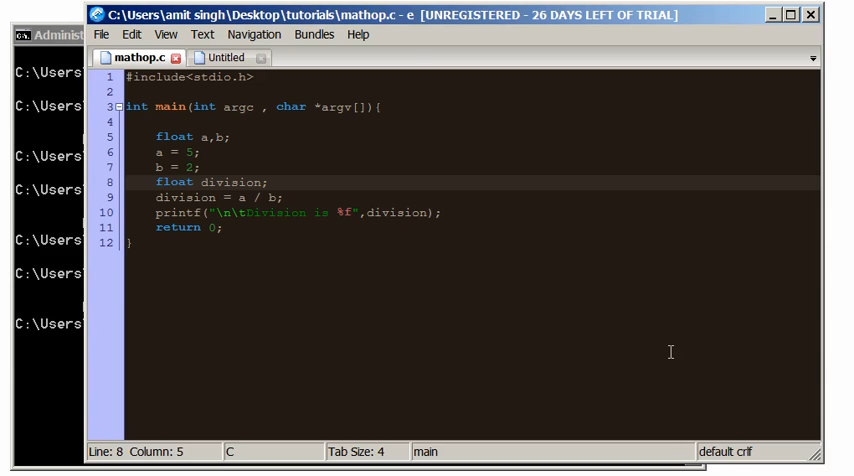 C:\Users\amit singh\Desktop\tutorials\mathop.c - e [UNREGISTERED - 26 DAYS LEFT OF TRIAL]
Administ
File Edit View Text Navigation Bundles Help
mathop.c Untitled
C:\Users
C:\Users
C:\Users
C:\Users
C:\Users
C:\Users
C:\Users
1 #include<stdio.h>
2
3 int main(int argc , char *argv[]){
4
5 float a,b;
6 a = 5;
7 b = 2;
8 float division;
9 division = a / b;
10 printf("\n\tDivision is %f",division);
11 return 0;
12 }
Line: 8 Column: 5 C Tab Size: 4 main default crlf